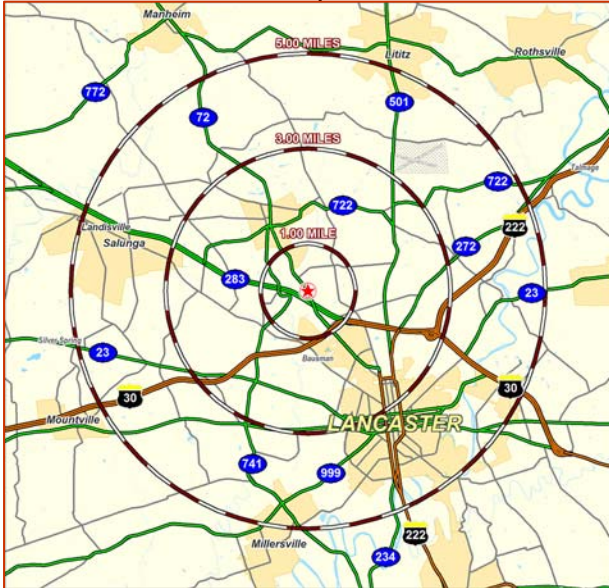 Manheim
5.00 MILES
Lititz
Rothsville
772
72
501
3.00 MILES
Talmage
722
722
222
Landisville
Salunga
1.00 MILE
272
283
23
Silver Spring
23
Bausman
30
30
Mountville
LANCASTER
741
999
222
Millersville
234